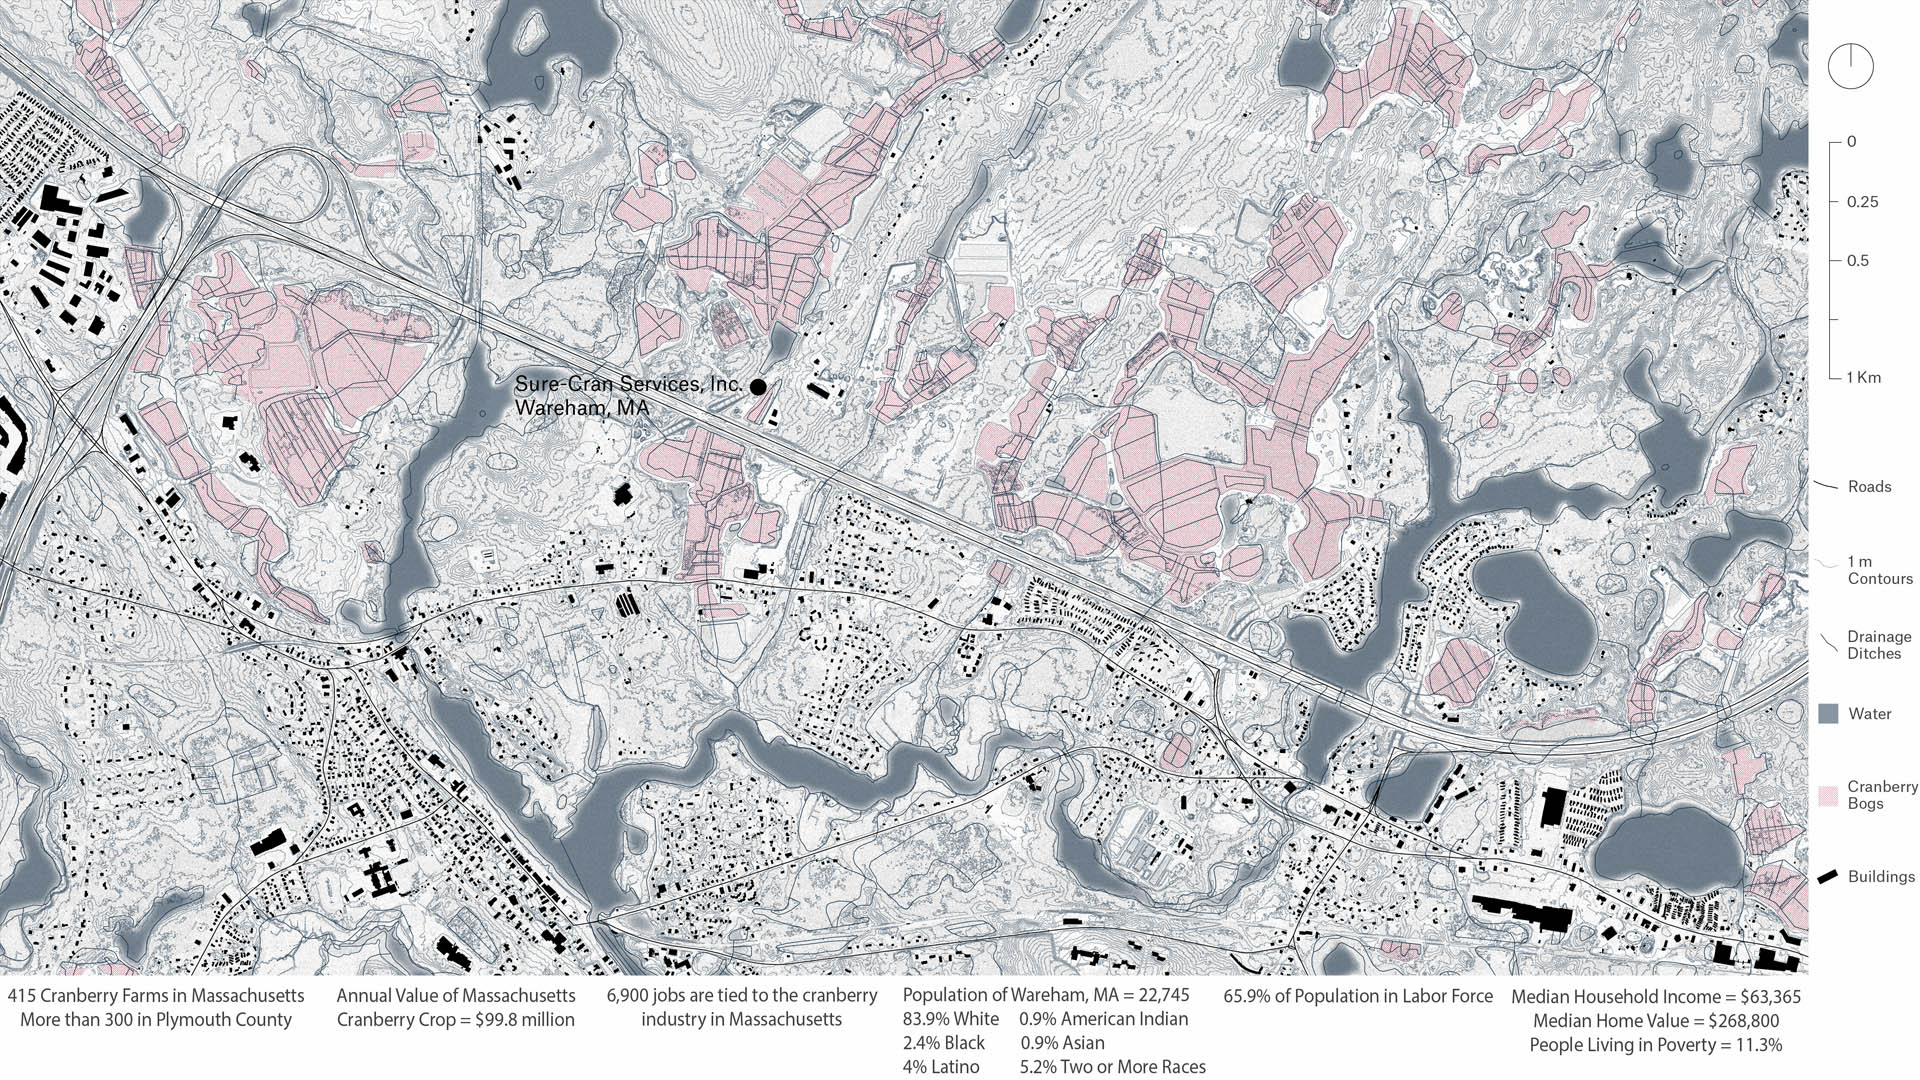 Sure-Cran Services, Inc.
Wareham, MA
0
0.25
0.5
1 Km
Roads
1 m
Contours
Drainage
Ditches
Water
Cranberry
Bogs
Buildings
415 Cranberry Farms in Massachusetts
More than 300 in Plymouth County
Annual Value of Massachusetts
Cranberry Crop = $99.8 million
6,900 jobs are tied to the cranberry
industry in Massachusetts
Population of Wareham, MA = 22,745
83.9% White 0.9% American Indian
2.4% Black 0.9% Asian
4% Latino 5.2% Two or More Races
65.9% of Population in Labor Force
Median Household Income = $63,365
Median Home Value = $268,800
People Living in Poverty = 11.3%